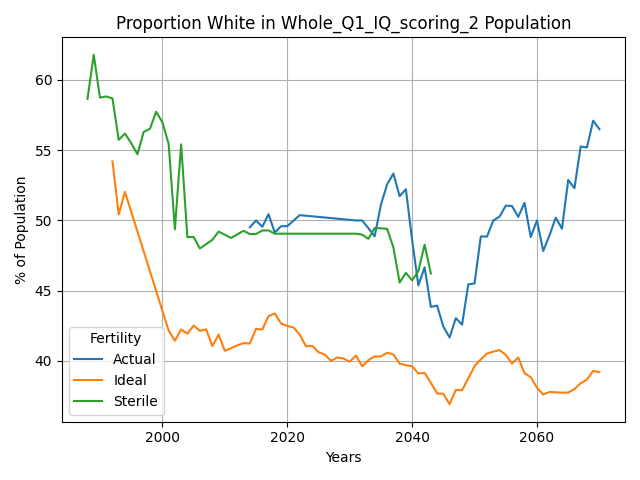 Proportion White in Whole_Q1_IQ_scoring_2 Population
% of Population
60
55
50
45
40
Fertility
Actual
Ideal
Sterile
2000
2020
2040
2060
Years